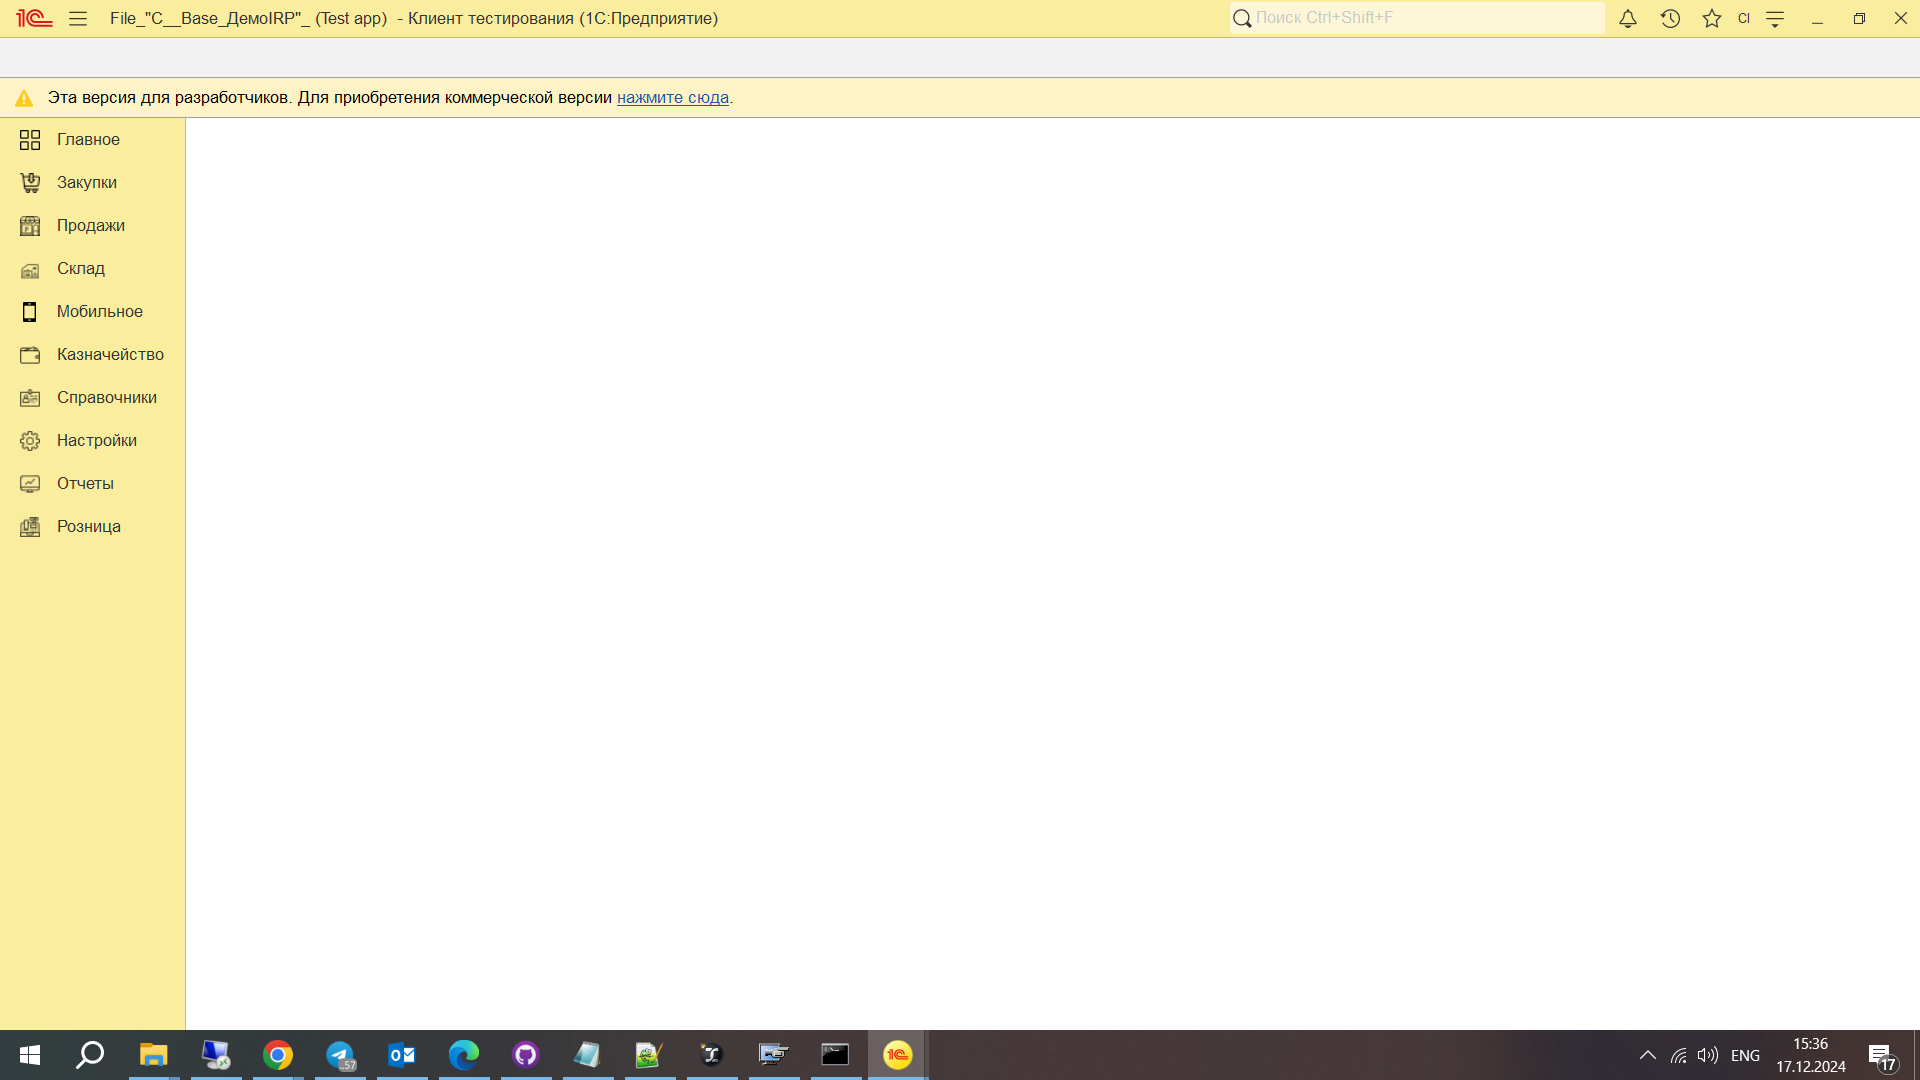 File_"C__Base_ДемоIRP"_ (Test app) - Клиент тестирования (1С:Предприятие)
Поиск Ctrl+Shift+F
CI
Эта версия для разработчиков. Для приобретения коммерческой версии нажмите сюда.
Главное
Закупки
Продажи
Склад
Мобильное
Казначейство
Справочники
Настройки
Отчеты
Розница
..57
ENG
15:36
17.12.2024
17